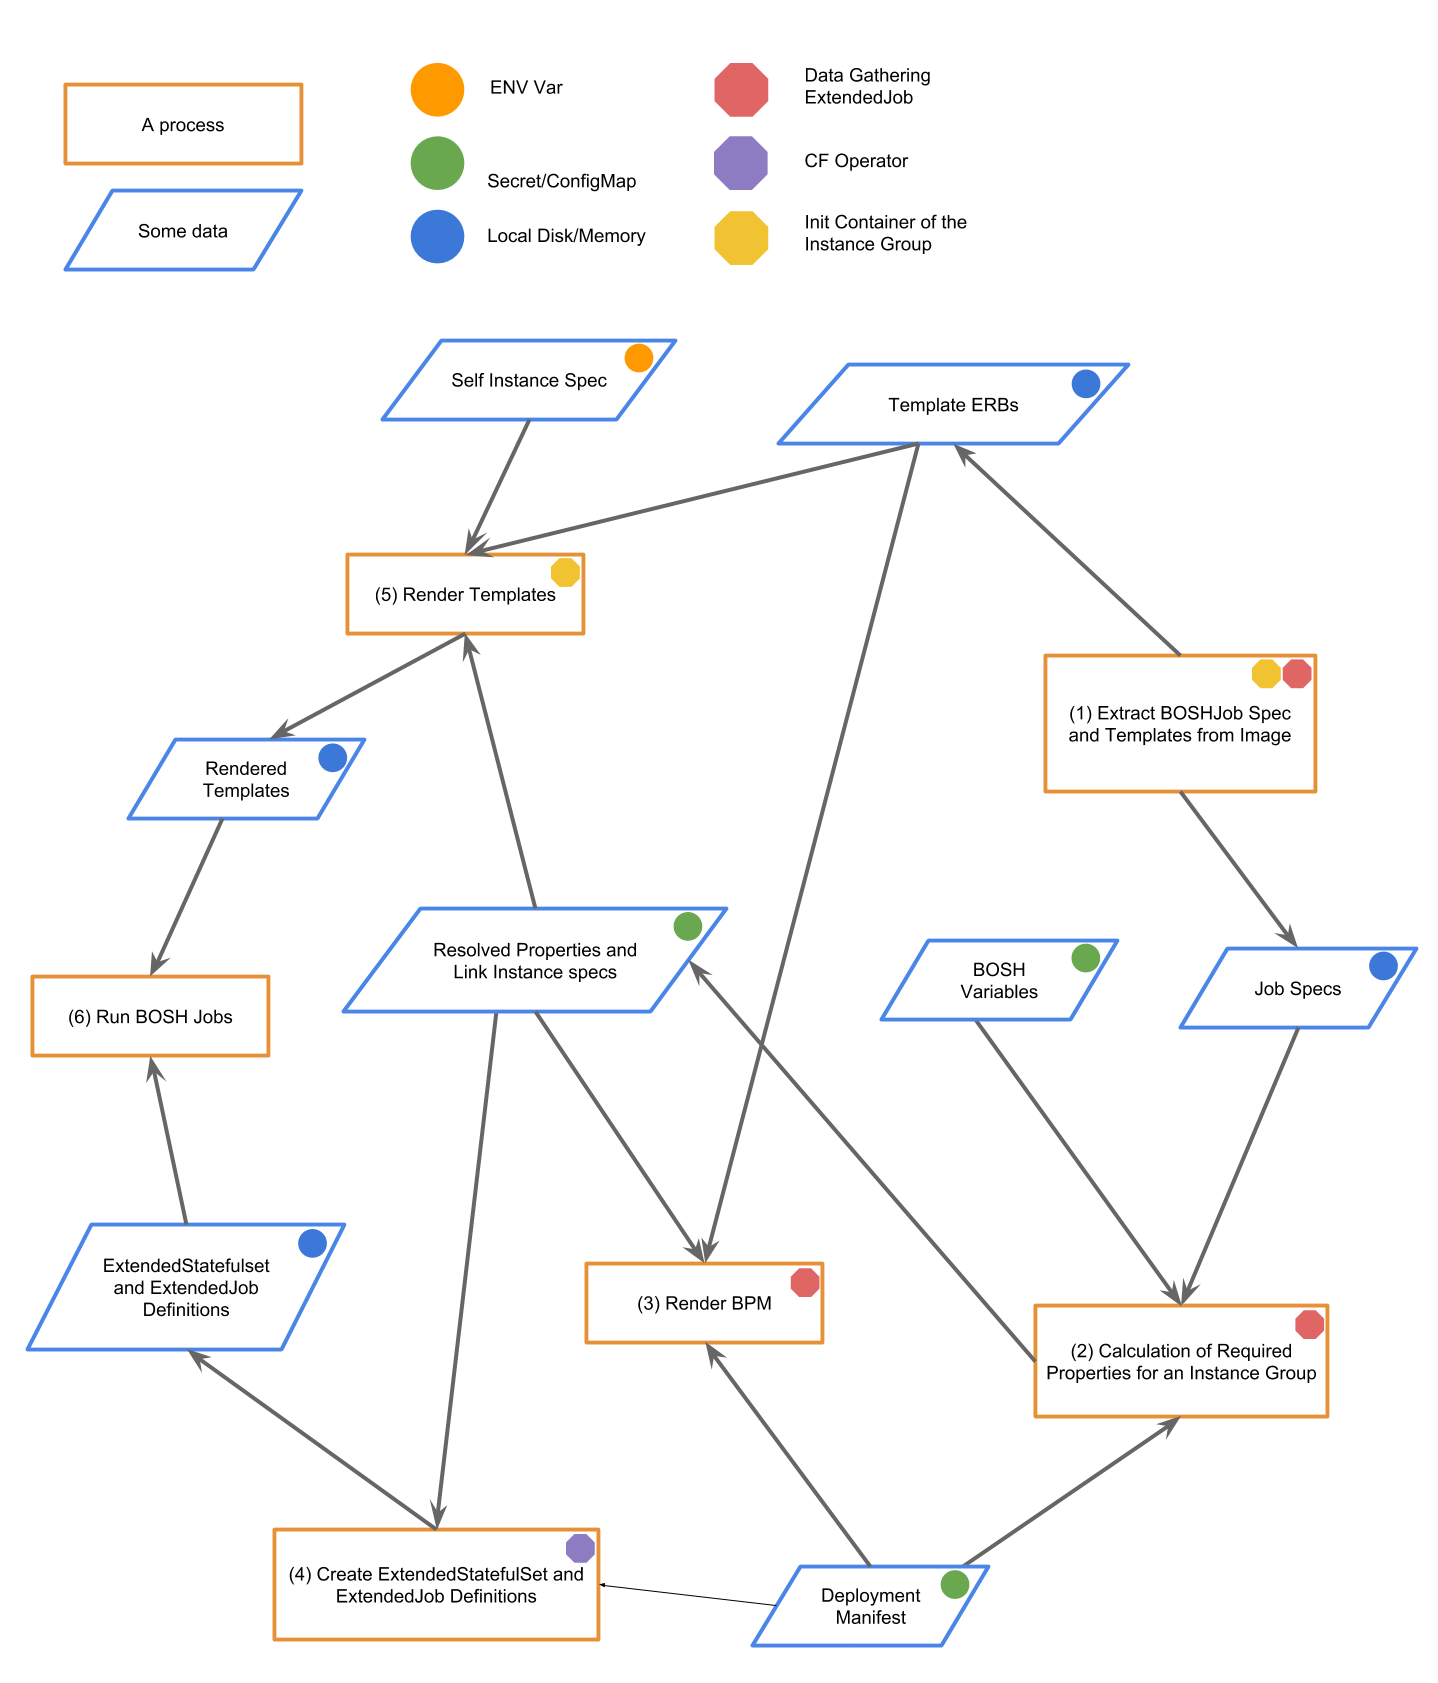 A process
Some data
ENV Var
Secret/ConfigMap
Local Disk/Memory
Data Gathering
ExtendedJob
CF Operator
Init Container of the
Instance Group
Self Instance Spec
Template ERBs
(5) Render Templates
(1) Extract BOSHJob Spec
and Templates from Image
Rendered
Templates
Resolved Properties and
Link Instance specs
BOSH
Variables
Job Specs
(6) Run BOSH Jobs
ExtendedStatefulset
and ExtendedJob
Definitions
(3) Render BPM
(2) Calculation of Required
Properties for an Instance Group
(4) Create ExtendedStatefulSet and
ExtendedJob Definitions
Deployment
Manifest